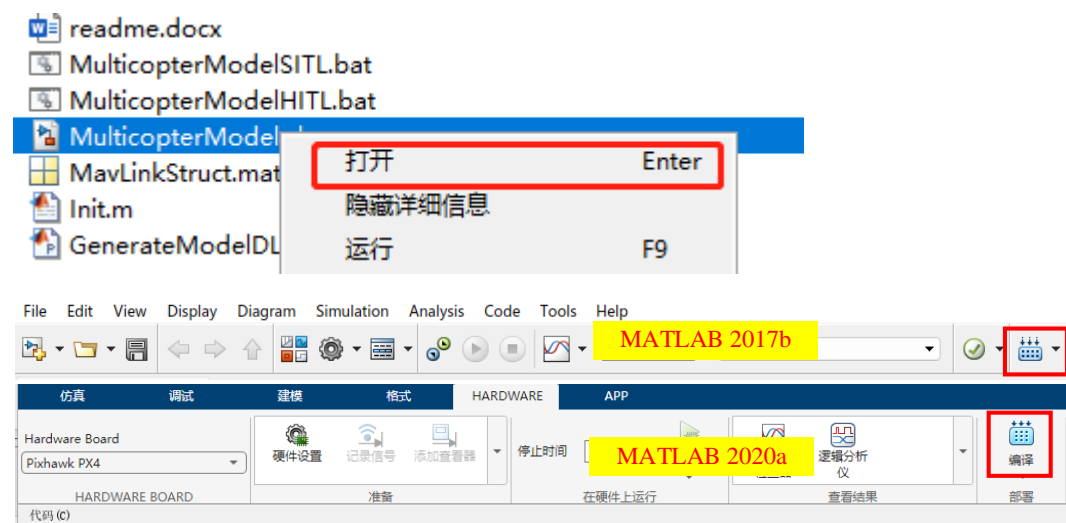 readme.docx
MulticopterModelSITL.bat
MulticopterModelHITL.bat
MulticopterModel
MavLinkStruct.mat
Init.m
GenerateModelDL
打开 Enter
隐藏详细信息
运行 F9
File Edit View Display Diagram Simulation Analysis Code Tools Help
MATLAB 2017b
仿真 调试 建模 格式 HARDWARE APP
Hardware Board
Pixhawk PX4
硬件设置 记录信号 添加查看器 停止时间
MATLAB 2020a
逻辑分析
仪
编译
HARDWARE BOARD 准备 在硬件上运行 查看结果 部署
代码 (C)